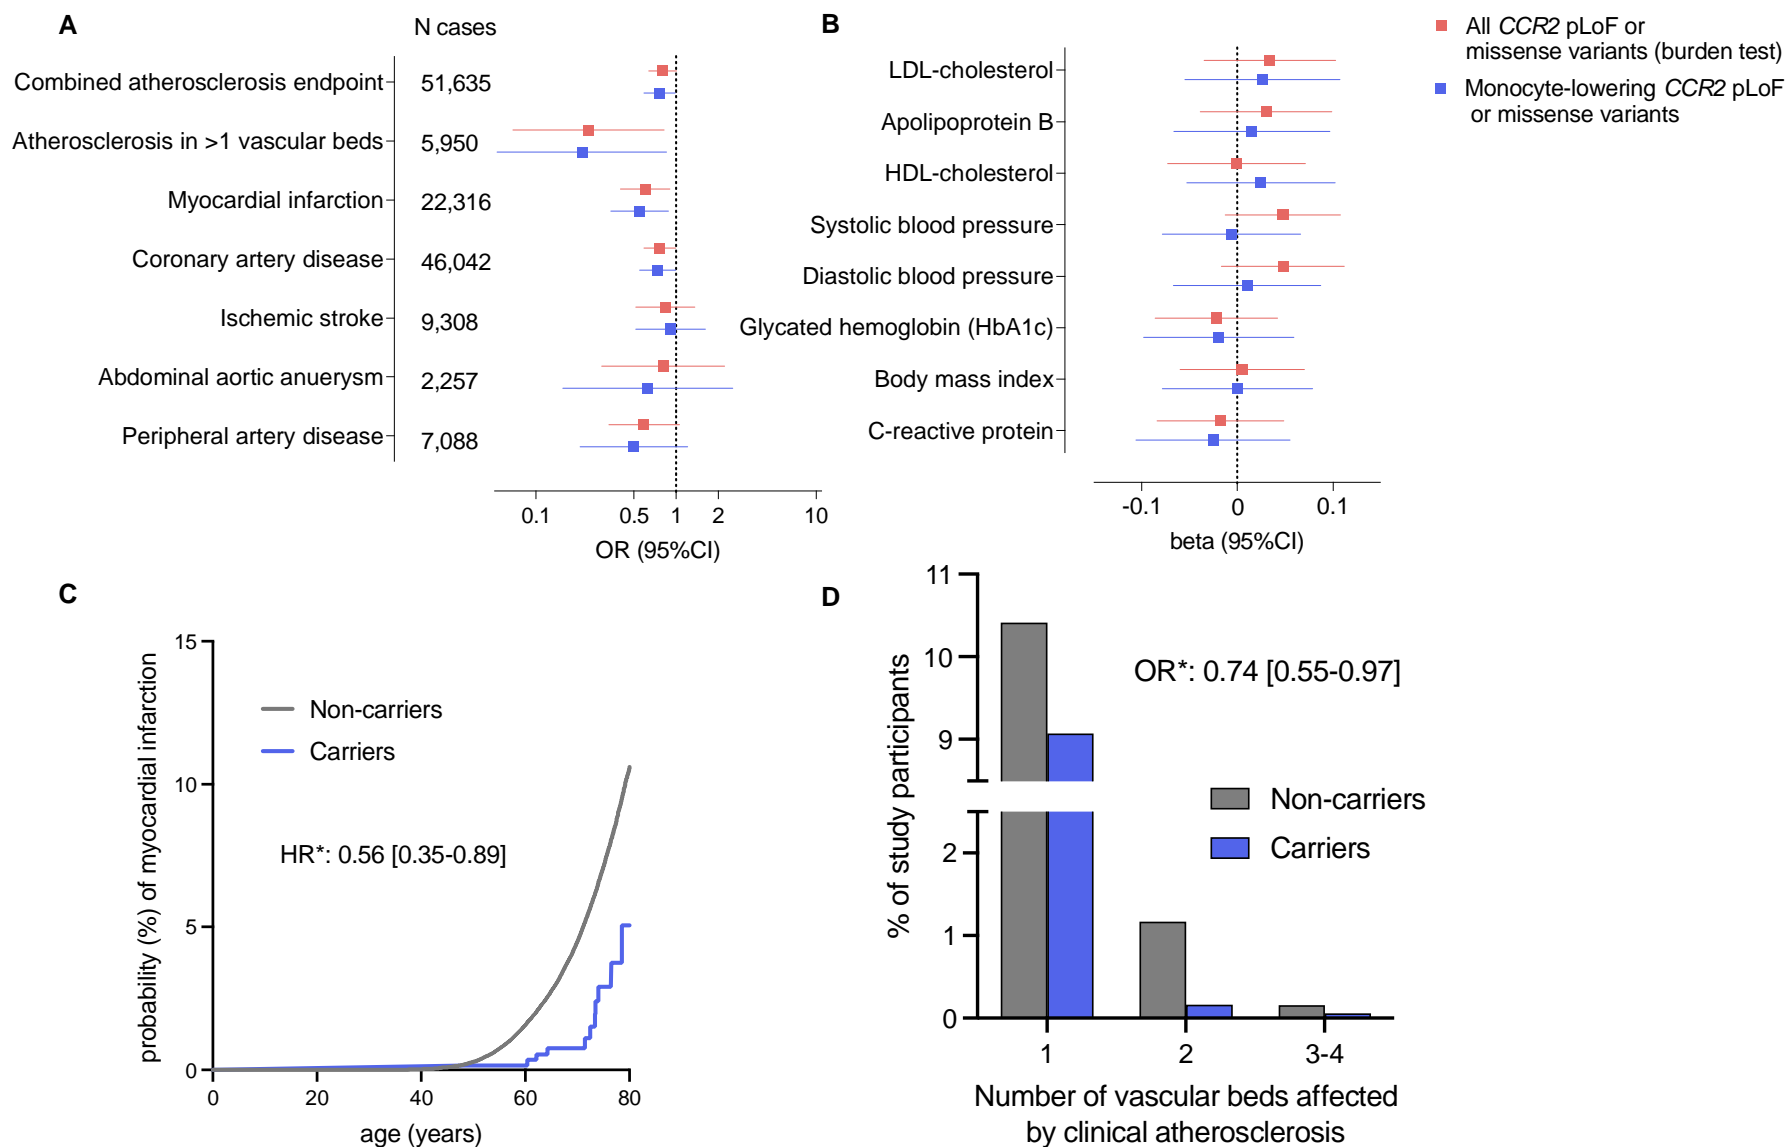 A
N cases
Combined atherosclerosis endpoint 51,635
Atherosclerosis in >1 vascular beds 5,950
Myocardial infarction 22,316
Coronary artery disease 46,042
Ischemic stroke 9,308
Abdominal aortic anuerysm 2,257
Peripheral artery disease 7,088
0.1 0.5 1 2 10
OR (95%CI)
B
LDL-cholesterol
Apolipoprotein B
HDL-cholesterol
Systolic blood pressure
Diastolic blood pressure
Glycated hemoglobin (HbA1c)
Body mass index
C-reactive protein
-0.1 0 0.1
beta (95%CI)
All CCR2 pLoF or
missense variants (burden test)
Monocyte-lowering CCR2 pLoF
or missense variants
C
probability (%) of myocardial infarction
15
10
5
0
Non-carriers
Carriers
HR*: 0.56 [0.35-0.89]
0 20 40 60 80
age (years)
D
% of study participants
11
10
9
2
1
0
OR*: 0.74 [0.55-0.97]
Non-carriers
Carriers
1 2 3-4
Number of vascular beds affected
by clinical atherosclerosis